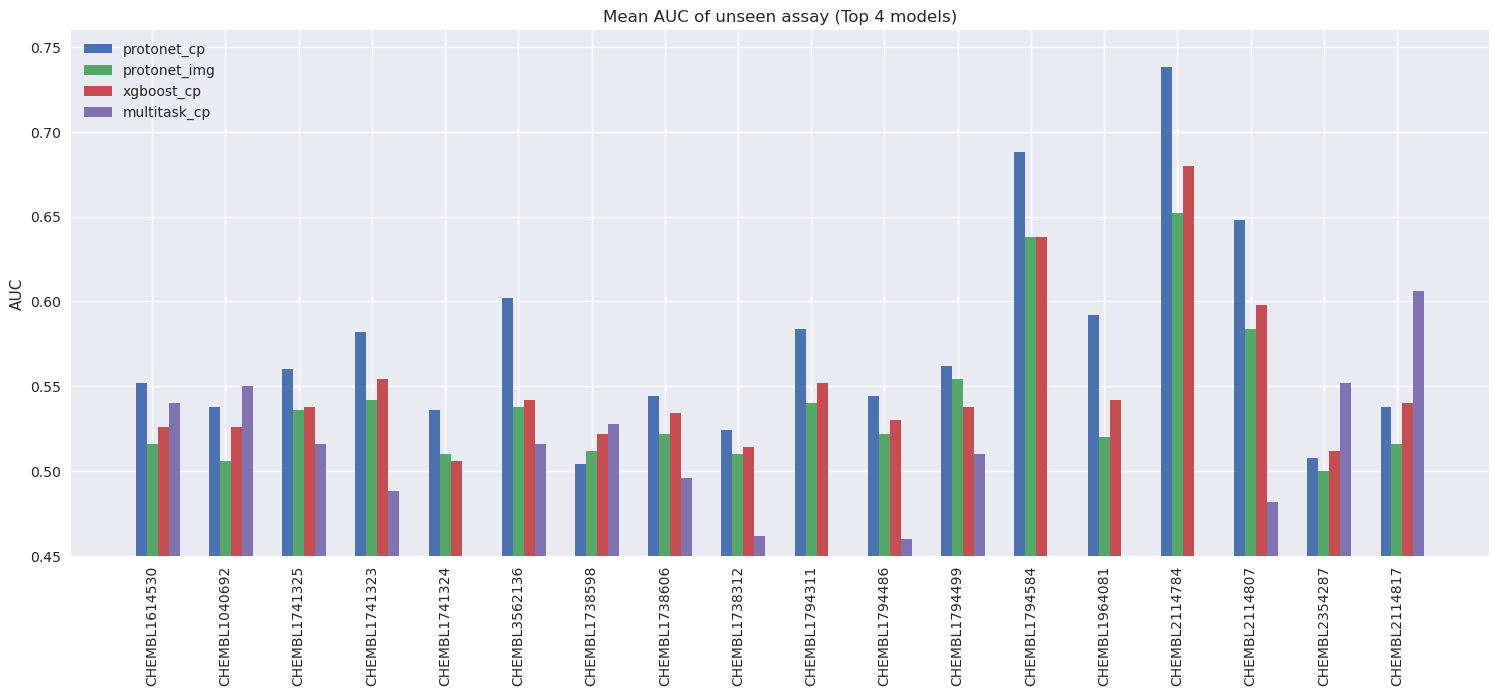 Mean AUC of unseen assay (Top 4 models)
protonet_cp
protonet_img
xgboost_cp
multitask_cp
AUC
0.75
0.70
0.65
0.60
0.55
0.50
0.45
CHEMBL1614530
CHEMBL1040692
CHEMBL1741325
CHEMBL1741323
CHEMBL1741324
CHEMBL3562136
CHEMBL1738598
CHEMBL1738606
CHEMBL1738312
CHEMBL1794311
CHEMBL1794486
CHEMBL1794499
CHEMBL1794584
CHEMBL1964081
CHEMBL2114784
CHEMBL2114807
CHEMBL2354287
CHEMBL2114817